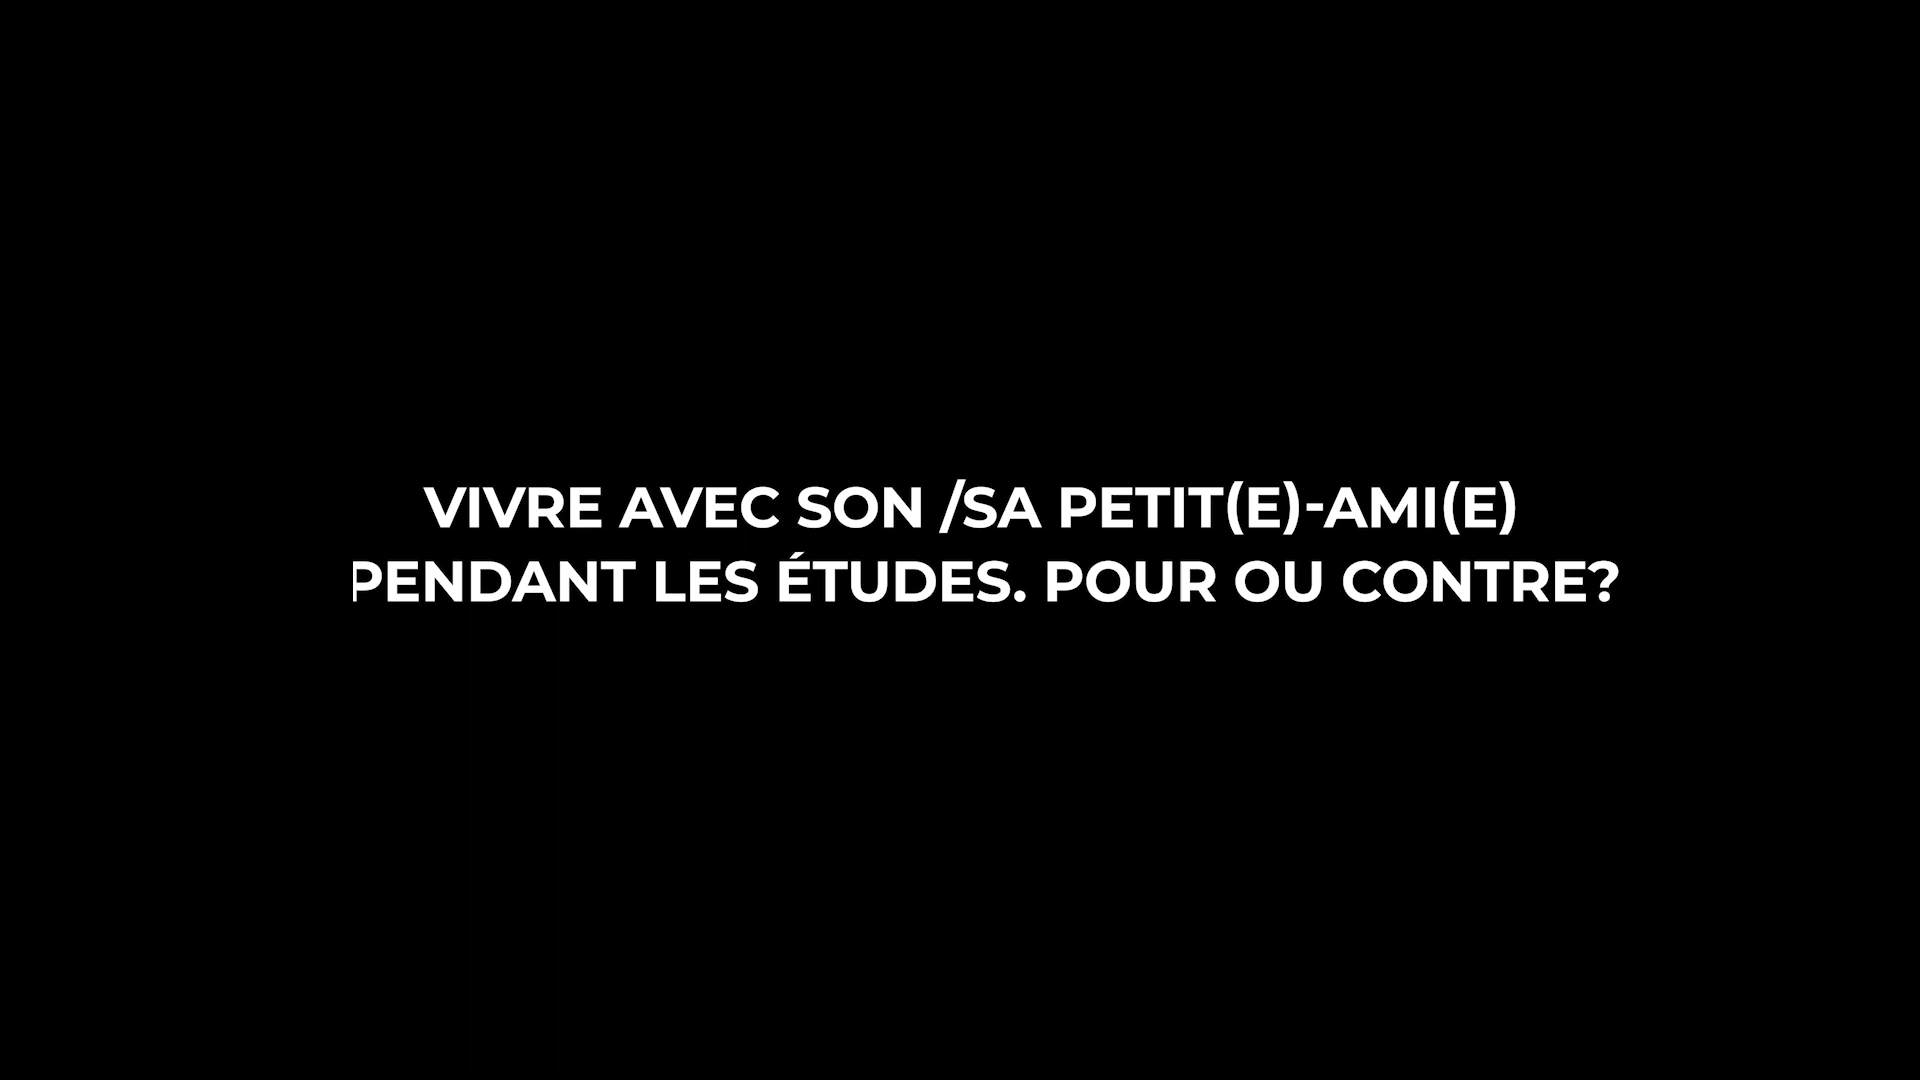 VIVRE AVEC SON /SA PETIT(E)-AMI(E)
PENDANT LES ÉTUDES. POUR OU CONTRE?